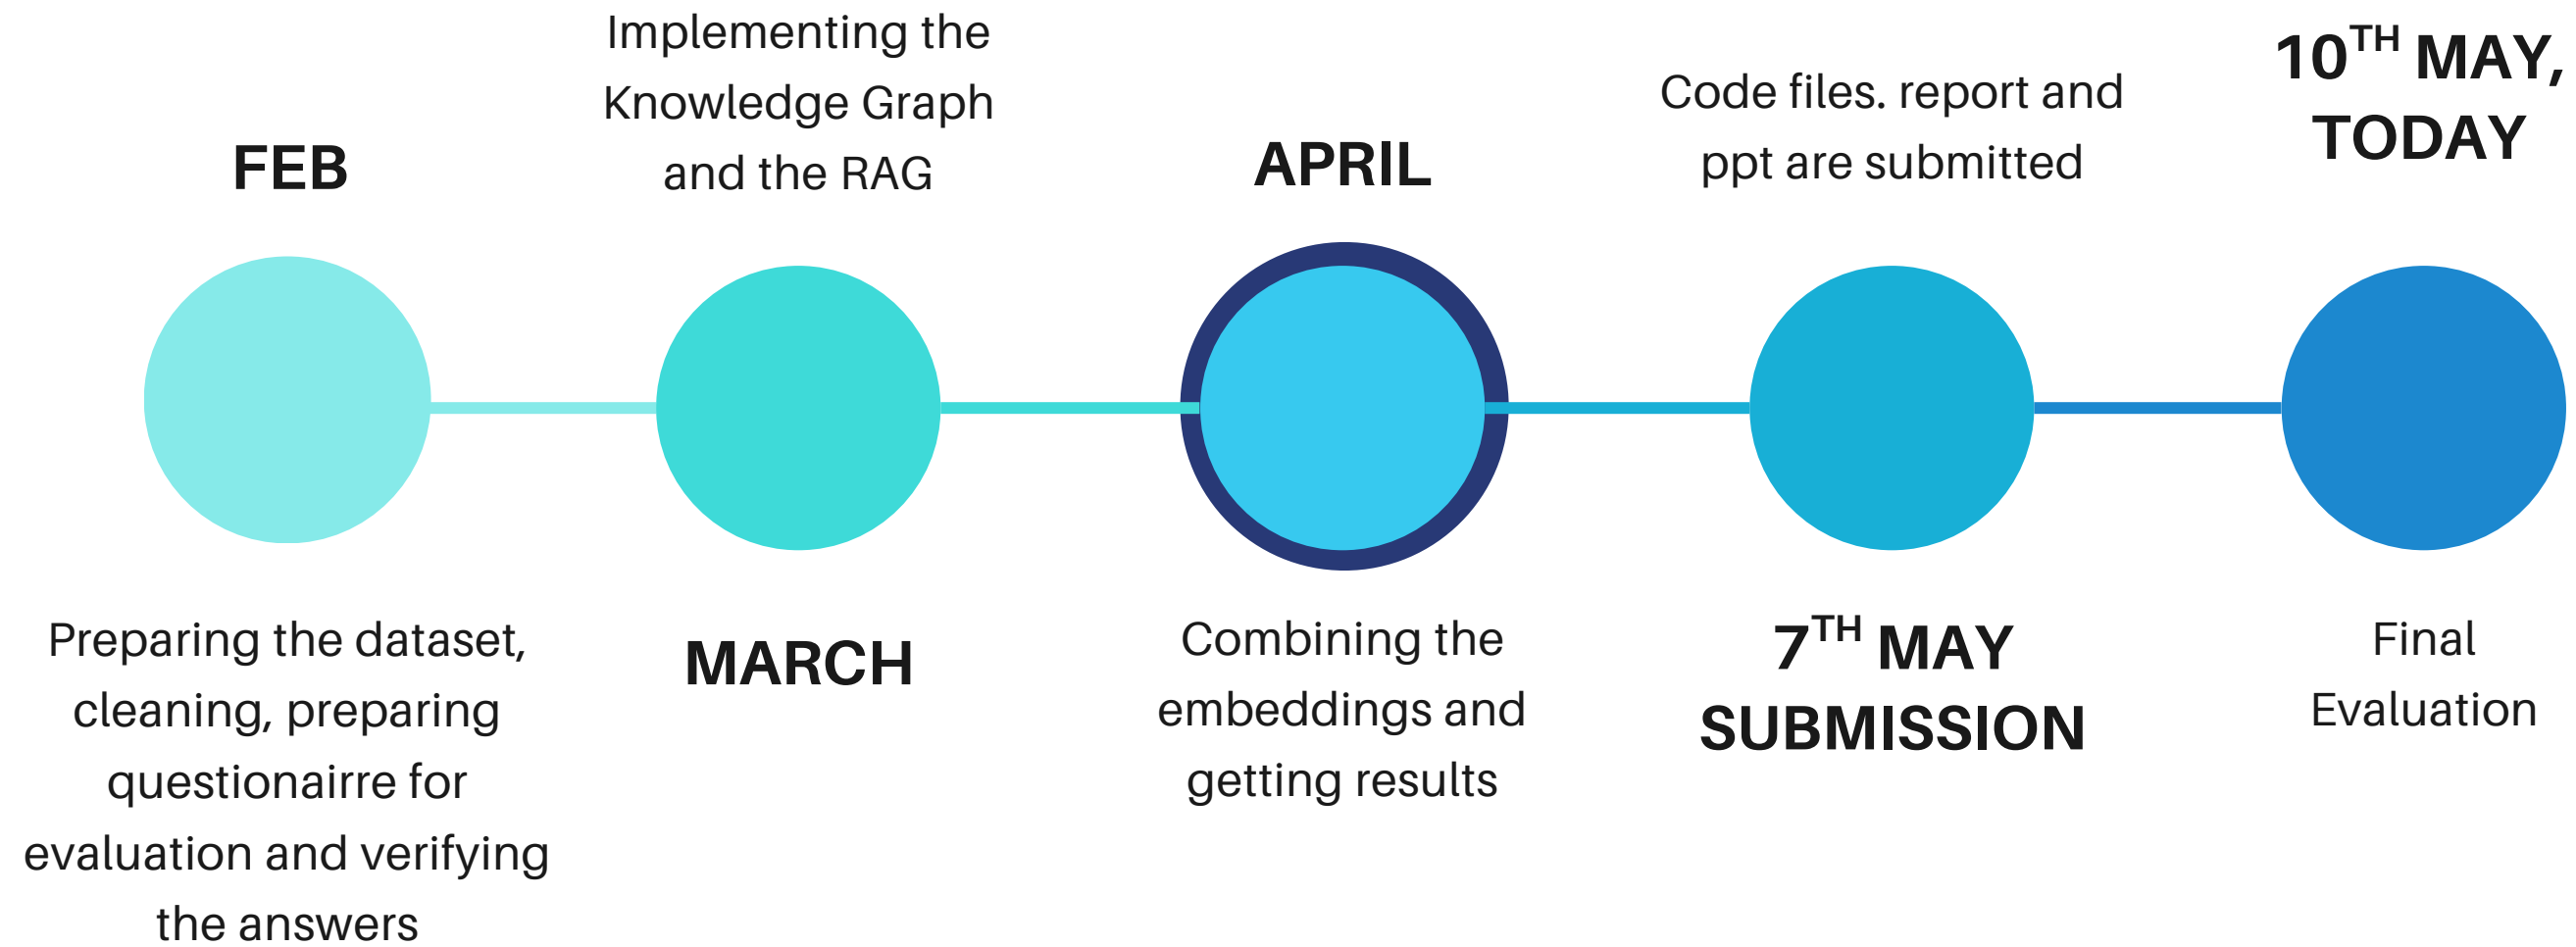 FEB
Preparing the dataset,
cleaning, preparing
questionairre for
evaluation and verifying
the answers
Implementing the
Knowledge Graph
and the RAG
MARCH
APRIL
Combining the
embeddings and
getting results
Code files. report and
ppt are submitted
7TH MAY
SUBMISSION
10TH MAY,
TODAY
Final
Evaluation